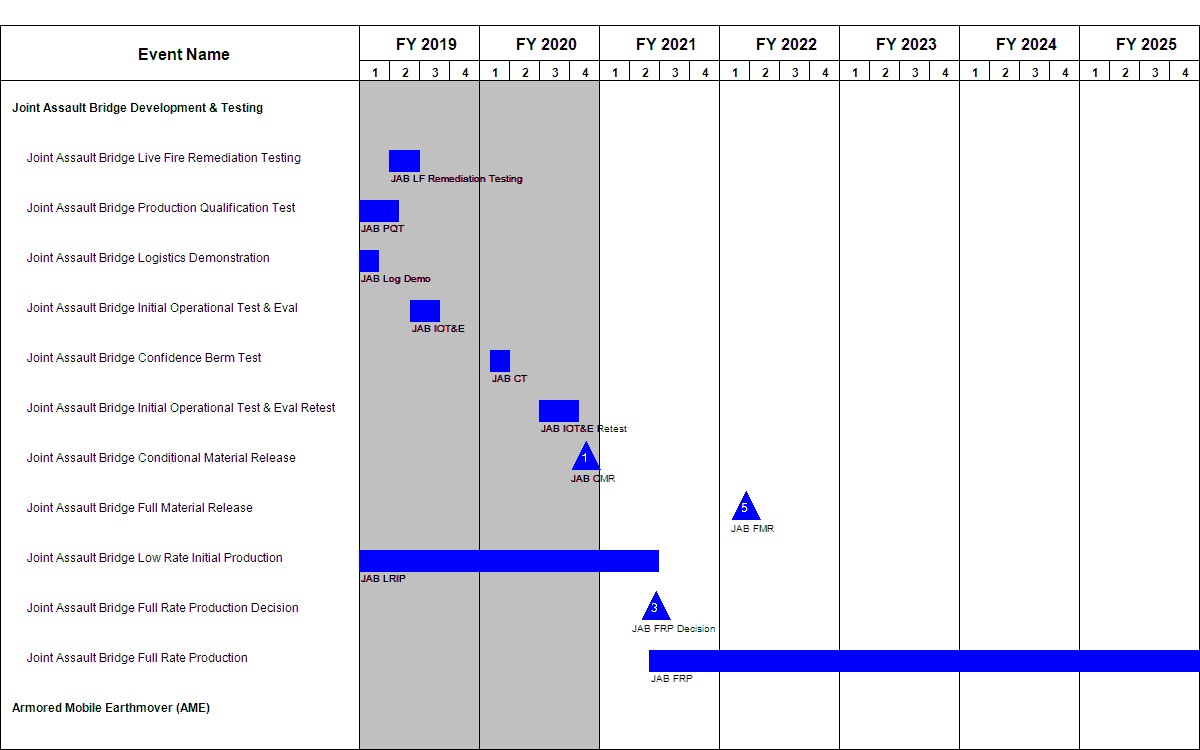 Event Name FY 2019 FY 2020 FY 2021 FY 2022 FY 2023 FY 2024 FY 2025
1 2 3 4 1 2 3 4 1 2 3 4 1 2 3 4 1 2 3 4 1 2 3 4 1 2 3 4
Joint Assault Bridge Development & Testing
Joint Assault Bridge Live Fire Remediation Testing
JAB LF Remediation Testing
Joint Assault Bridge Production Qualification Test
JAB PQT
Joint Assault Bridge Logistics Demonstration
JAB Log Demo
Joint Assault Bridge Initial Operational Test & Eval
JAB IOT&E
Joint Assault Bridge Confidence Berm Test
JAB CT
Joint Assault Bridge Initial Operational Test & Eval Retest
JAB IOT&E Retest
Joint Assault Bridge Conditional Material Release 1
JAB CMR
Joint Assault Bridge Full Material Release 5
JAB FMR
Joint Assault Bridge Low Rate Initial Production
JAB LRIP
Joint Assault Bridge Full Rate Production Decision 3
JAB FRP Decision
Joint Assault Bridge Full Rate Production
JAB FRP
Armored Mobile Earthmover (AME)